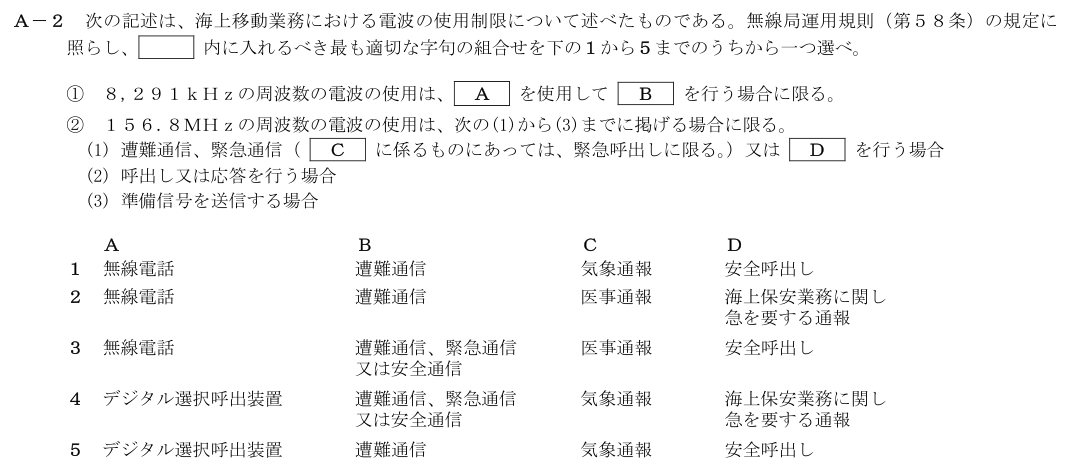 Ａ－２　次の記述は、海上移動業務における電波の使用制限について述べたものである。無線局運用規則（第５８条）の規定に
照らし、　　　内に入れるべき最も適切な字句の組合せを下の１から５までのうちから一つ選べ。
①　８,２９１ｋＨｚの周波数の電波の使用は、 A を使用して B を行う場合に限る。
②　１５６.８ＭＨｚの周波数の電波の使用は、次の(1)から(3)までに掲げる場合に限る。
(1) 遭難通信、緊急通信（ C に係るものにあっては、緊急呼出しに限る。）又は D を行う場合
(2) 呼出し又は応答を行う場合
(3) 準備信号を送信する場合
A　B　C　D
１　無線電話　遭難通信　気象通報　安全呼出し
２　無線電話　遭難通信　医事通報　海上保安業務に関し
急を要する通報
３　無線電話　遭難通信、緊急通信　医事通報　安全呼出し
又は安全通信
４　デジタル選択呼出装置　遭難通信、緊急通信　気象通報　海上保安業務に関し
又は安全通信　急を要する通報
５　デジタル選択呼出装置　遭難通信　気象通報　安全呼出し